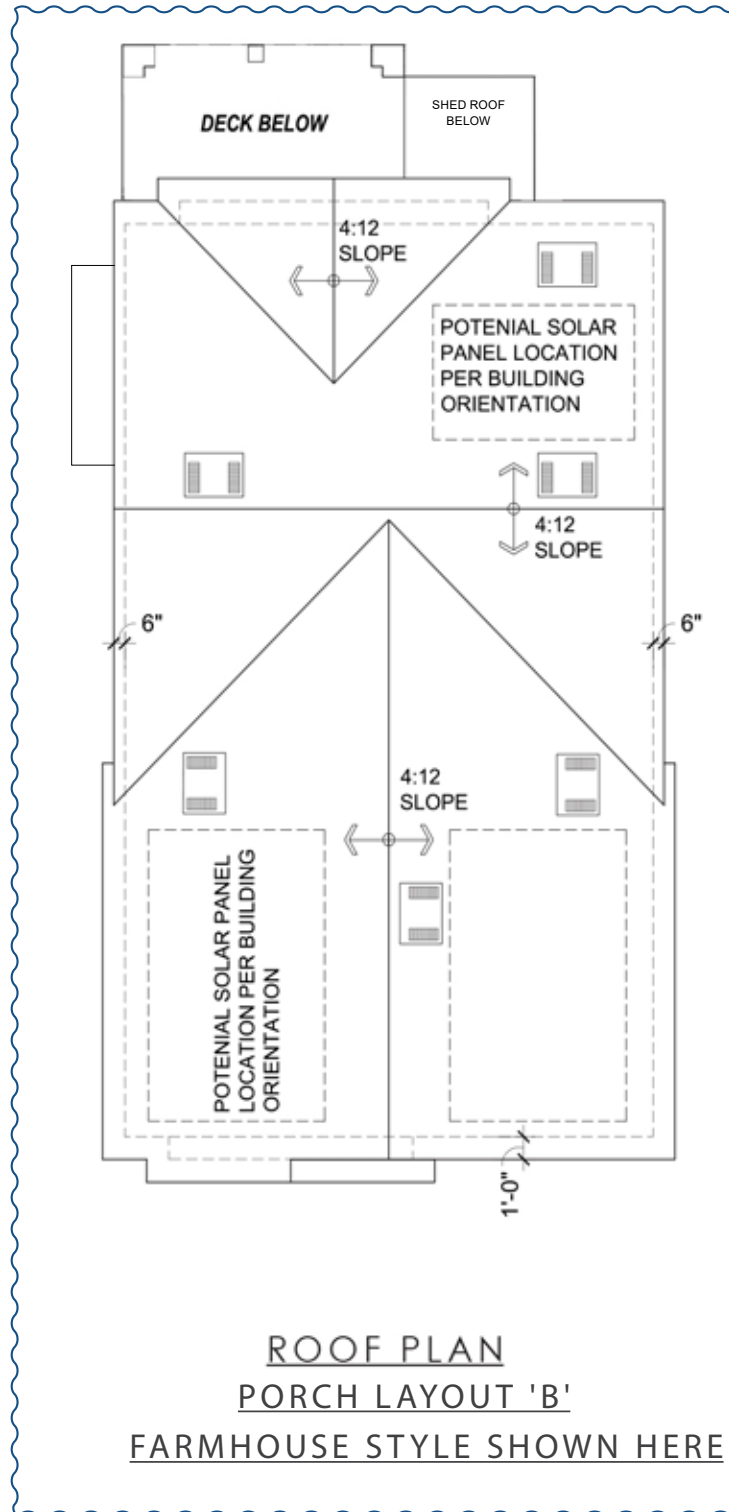 DECK BELOW
SHED ROOF
BELOW
4:12
SLOPE
POTENIAL SOLAR
PANEL LOCATION
PER BUILDING
ORIENTATION
4:12
SLOPE
6"
6"
4:12
SLOPE
POTENIAL SOLAR PANEL
LOCATION PER BUILDING
ORIENTATION
1'-0"
ROOF PLAN
PORCH LAYOUT 'B'
FARMHOUSE STYLE SHOWN HERE